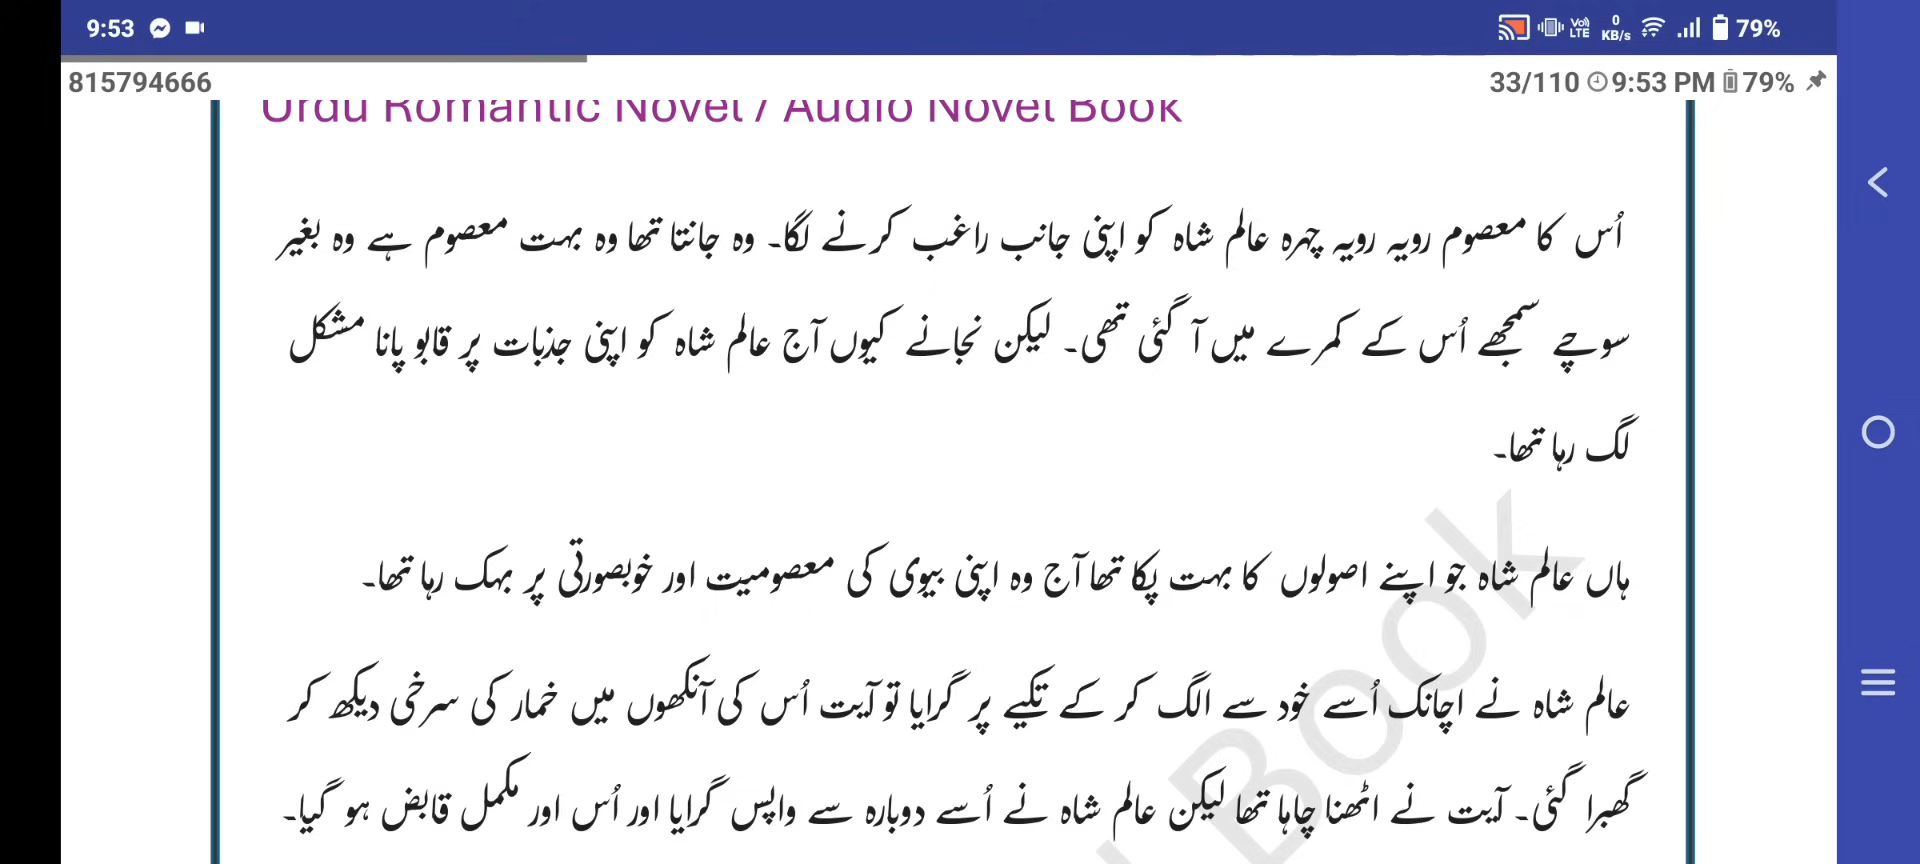 9:53
0 KB/s VoLTE 79%
815794666
33/110 9:53 PM 79%
Urdu Romantic Novel / Audio Novel Book
اُس کا معصوم رویہ رویہ چہرہ عالم شاہ کو اپنی جانب راغب کرنے لگا۔ وہ جانتا تھا وہ بہت معصوم ہے وہ بغیر
سوچے سمجھے اُس کے کمرے میں آ گئی تھی۔ لیکن نجانے کیوں آج عالم شاہ کو اپنی جذبات پر قابو پانا مشکل
لگ رہا تھا۔
ہاں عالم شاہ جو اپنے اصولوں کا بہت پکا تھا آج وہ اپنی بیوی کی معصومیت اور خوبصورتی پر بہک رہا تھا۔
عالم شاہ نے اچانک اُسے خود سے الگ کر کے تکیے پر گرایا تو آیت اُس کی آنکھوں میں خمار کی سرخی دیکھ کر
گھبرا گئی۔ آیت نے اٹھنا چاہا تھا لیکن عالم شاہ نے اُسے دوبارہ سے واپس گرایا اور اُس اور مکمل قابض ہو گیا۔
Book